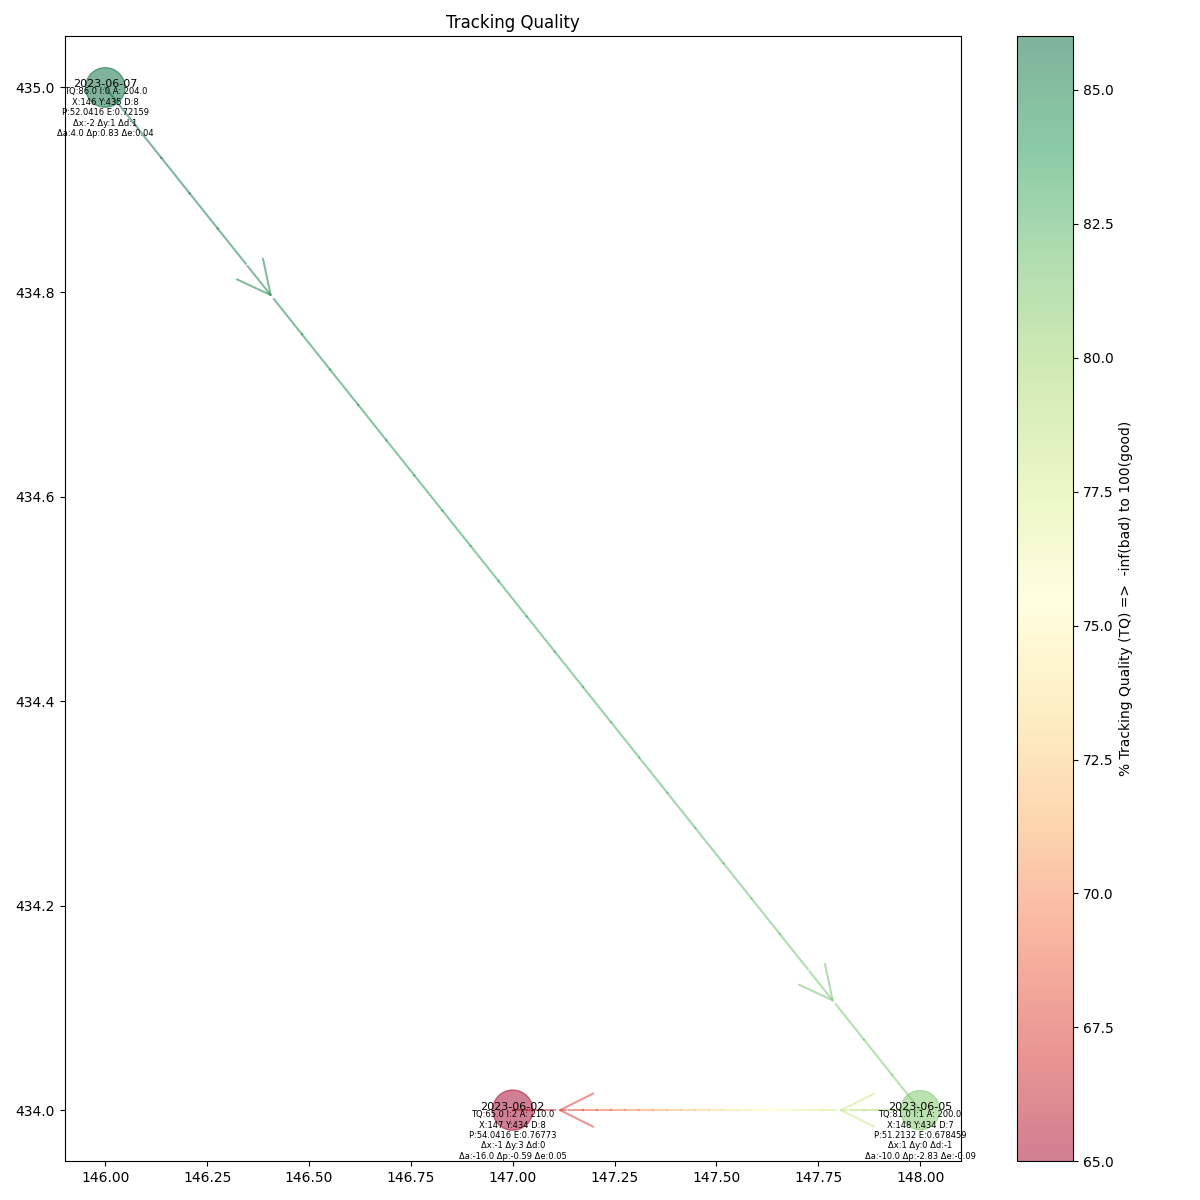 Tracking Quality
435.0
434.8
434.6
434.4
434.2
434.0
2023-06-07
TQ:86.0 I:0 A: 204.0
X:146 Y:435 D:8
P:52.0416 E:0.72159
Δx:-2 Δy:1 Δd:1
Δa:4.0 Δp:0.83 Δe:0.04
2023-06-02
TQ:65.0 I:2 A: 210.0
X:147 Y:434 D:8
P:54.0416 E:0.76773
Δx:-1 Δy:3 Δd:0
Δa:-16.0 Δp:-0.59 Δe:0.05
2023-06-05
TQ:81.0 I:1 A: 200.0
X:148 Y:434 D:7
P:51.2132 E:0.678459
Δx:1 Δy:0 Δd:-1
Δa:-10.0 Δp:-2.83 Δe:-0.09
146.00 146.25 146.50 146.75 147.00 147.25 147.50 147.75 148.00
85.0
82.5
80.0
77.5
75.0
72.5
70.0
67.5
65.0
% Tracking Quality (TQ) => -inf(bad) to 100(good)